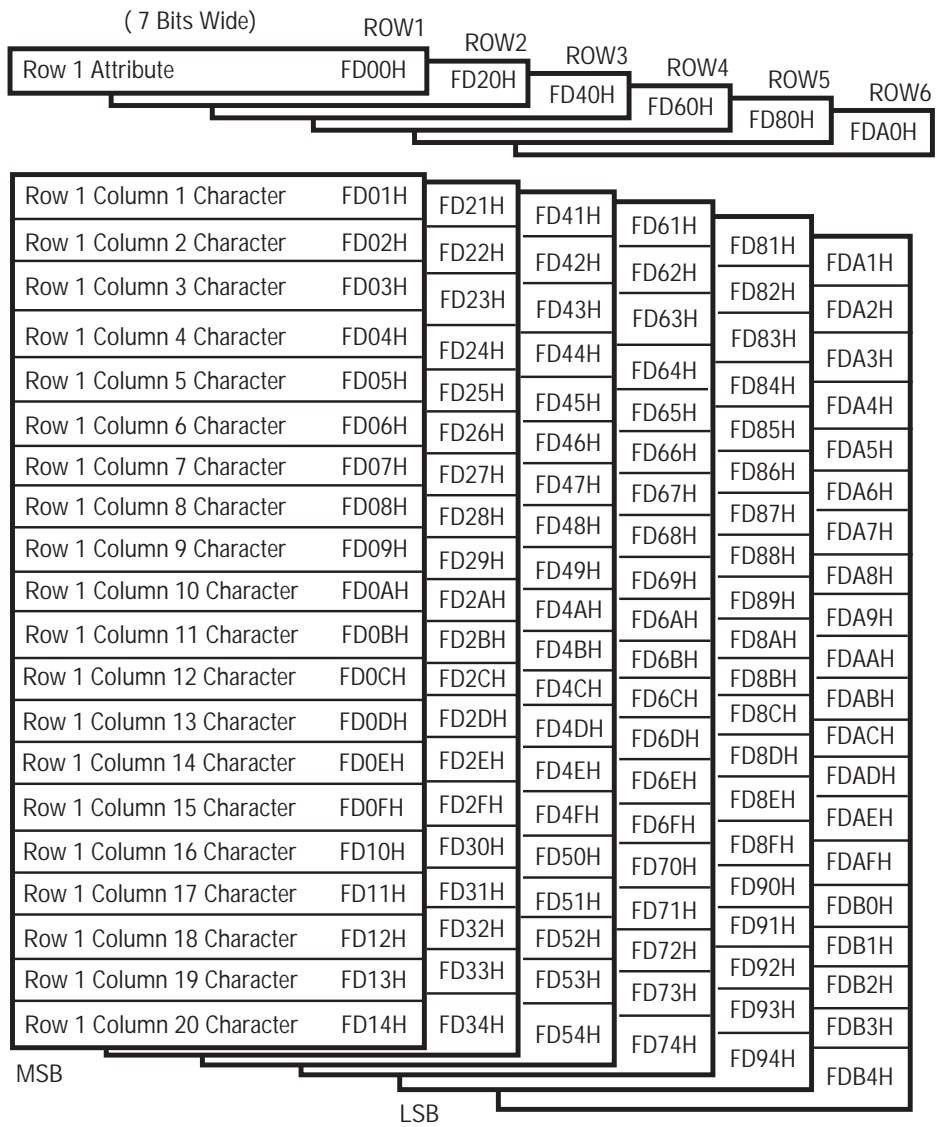 ( 7 Bits Wide)
ROW1 ROW2 ROW3 ROW4 ROW5 ROW6
Row 1 Attribute FD00H FD20H FD40H FD60H FD80H FDA0H
Row 1 Column 1 Character FD01H FD21H FD41H FD61H FD81H FDA1H
Row 1 Column 2 Character FD02H FD22H FD42H FD62H FD82H FDA2H
Row 1 Column 3 Character FD03H FD23H FD43H FD63H FD83H FDA3H
Row 1 Column 4 Character FD04H FD24H FD44H FD64H FD84H FDA4H
Row 1 Column 5 Character FD05H FD25H FD45H FD65H FD85H FDA5H
Row 1 Column 6 Character FD06H FD26H FD46H FD66H FD86H FDA6H
Row 1 Column 7 Character FD07H FD27H FD47H FD67H FD87H FDA7H
Row 1 Column 8 Character FD08H FD28H FD48H FD68H FD88H FDA8H
Row 1 Column 9 Character FD09H FD29H FD49H FD69H FD89H FDA9H
Row 1 Column 10 Character FD0AH FD2AH FD4AH FD6AH FD8AH FDAAH
Row 1 Column 11 Character FD0BH FD2BH FD4BH FD6BH FD8BH FDABH
Row 1 Column 12 Character FD0CH FD2CH FD4CH FD6CH FD8CH FDACH
Row 1 Column 13 Character FD0DH FD2DH FD4DH FD6DH FD8DH FDADH
Row 1 Column 14 Character FD0EH FD2EH FD4EH FD6EH FD8EH FDAEH
Row 1 Column 15 Character FD0FH FD2FH FD4FH FD6FH FD8FH FDAFH
Row 1 Column 16 Character FD10H FD30H FD50H FD70H FD90H FDB0H
Row 1 Column 17 Character FD11H FD31H FD51H FD71H FD91H FDB1H
Row 1 Column 18 Character FD12H FD32H FD52H FD72H FD92H FDB2H
Row 1 Column 19 Character FD13H FD33H FD53H FD73H FD93H FDB3H
Row 1 Column 20 Character FD14H FD34H FD54H FD74H FD94H FDB4H
MSB
LSB